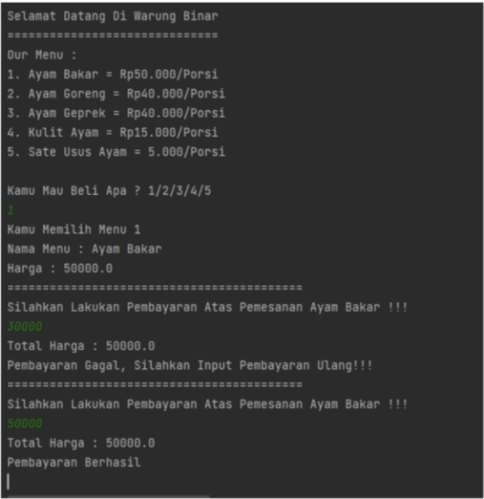 Selamat Datang Di Warung Binar
==============================
Our Menu :
1. Ayam Bakar = Rp50.000/Porsi
2. Ayam Goreng = Rp40.000/Porsi
3. Ayam Geprek = Rp40.000/Porsi
4. Kulit Ayam = Rp15.000/Porsi
5. Sate Usus Ayam = 5.000/Porsi
Kamu Mau Beli Apa ? 1/2/3/4/5
1
Kamu Memilih Menu 1
Nama Menu : Ayam Bakar
Harga : 50000.0
==========================================
Silahkan Lakukan Pembayaran Atas Pemesanan Ayam Bakar !!!
30000
Total Harga : 50000.0
Pembayaran Gagal, Silahkan Input Pembayaran Ulang!!!
==========================================
Silahkan Lakukan Pembayaran Atas Pemesanan Ayam Bakar !!!
50000
Total Harga : 50000.0
Pembayaran Berhasil